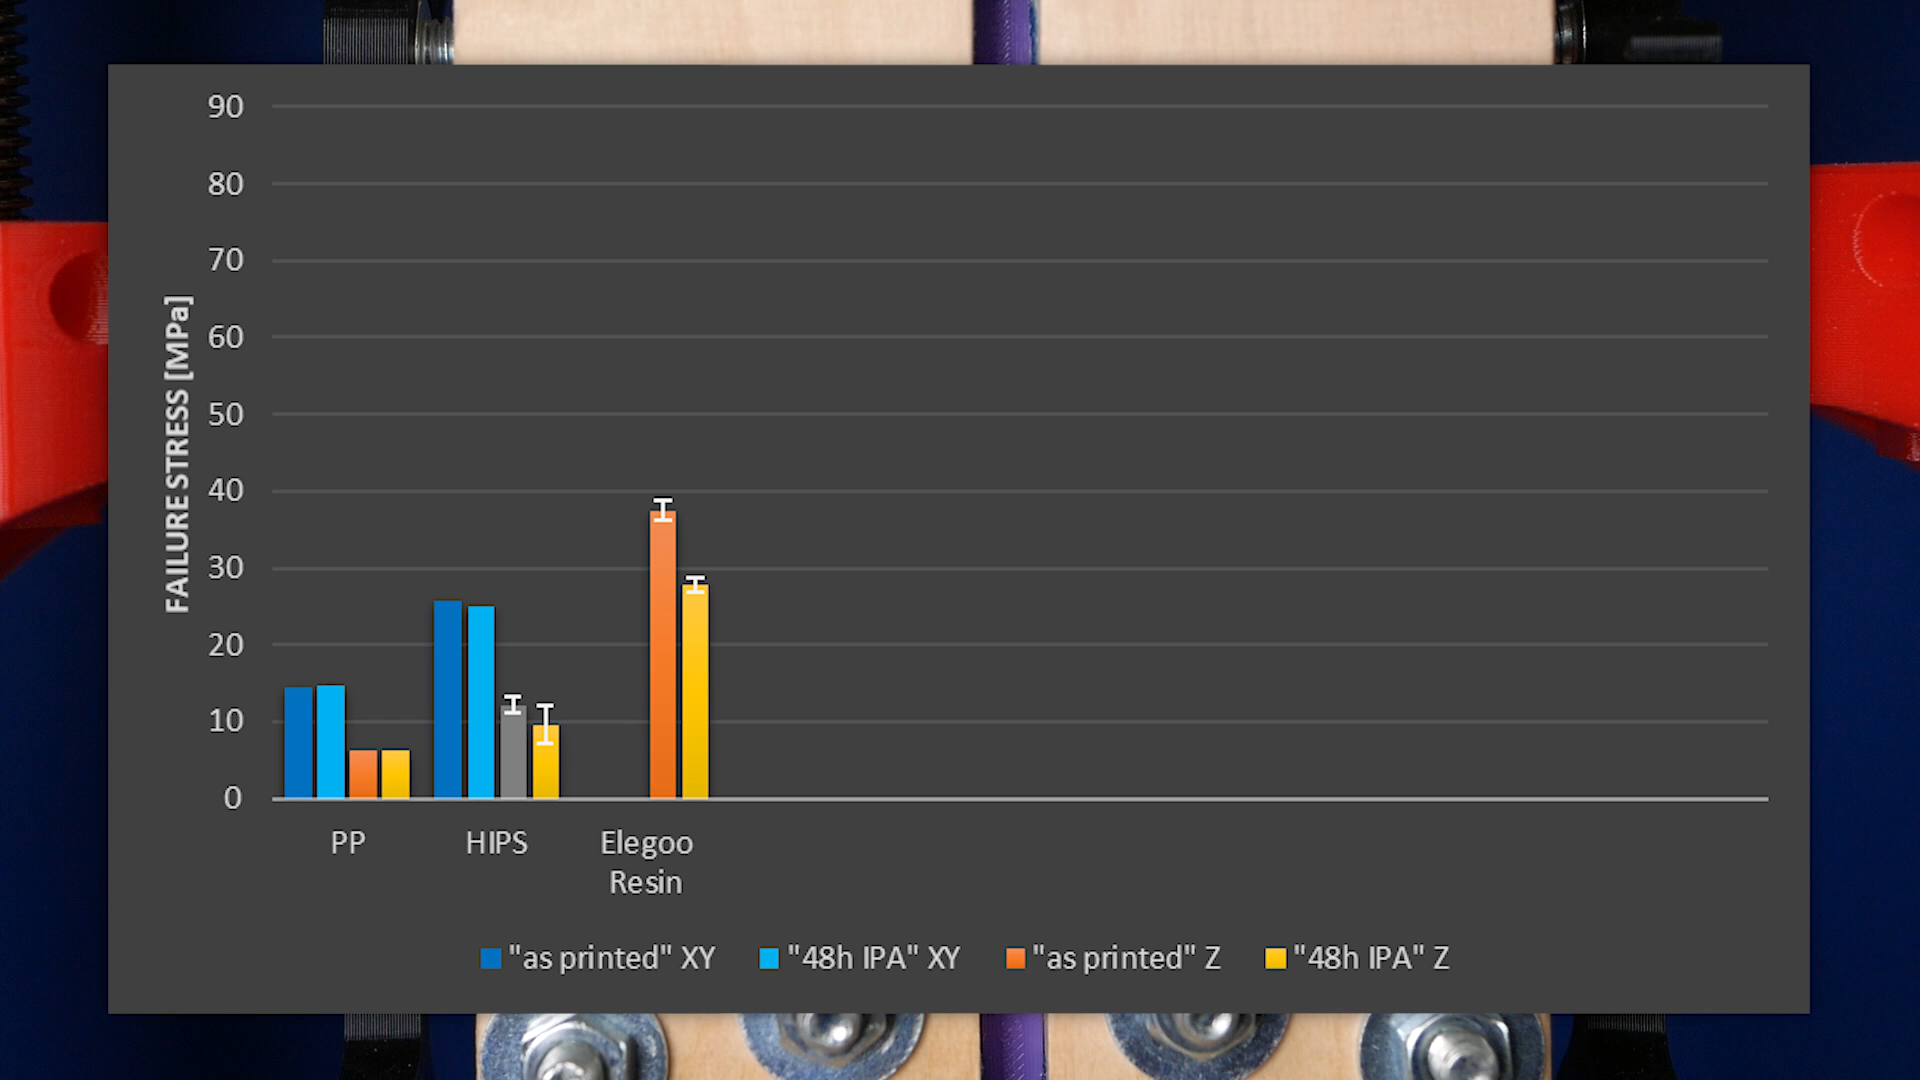 90
80
70
60
50
40
30
20
10
0
FAILURE STRESS [MPa]
PP
HIPS
Elegoo
Resin
"as printed" XY
"48h IPA" XY
"as printed" Z
"48h IPA" Z